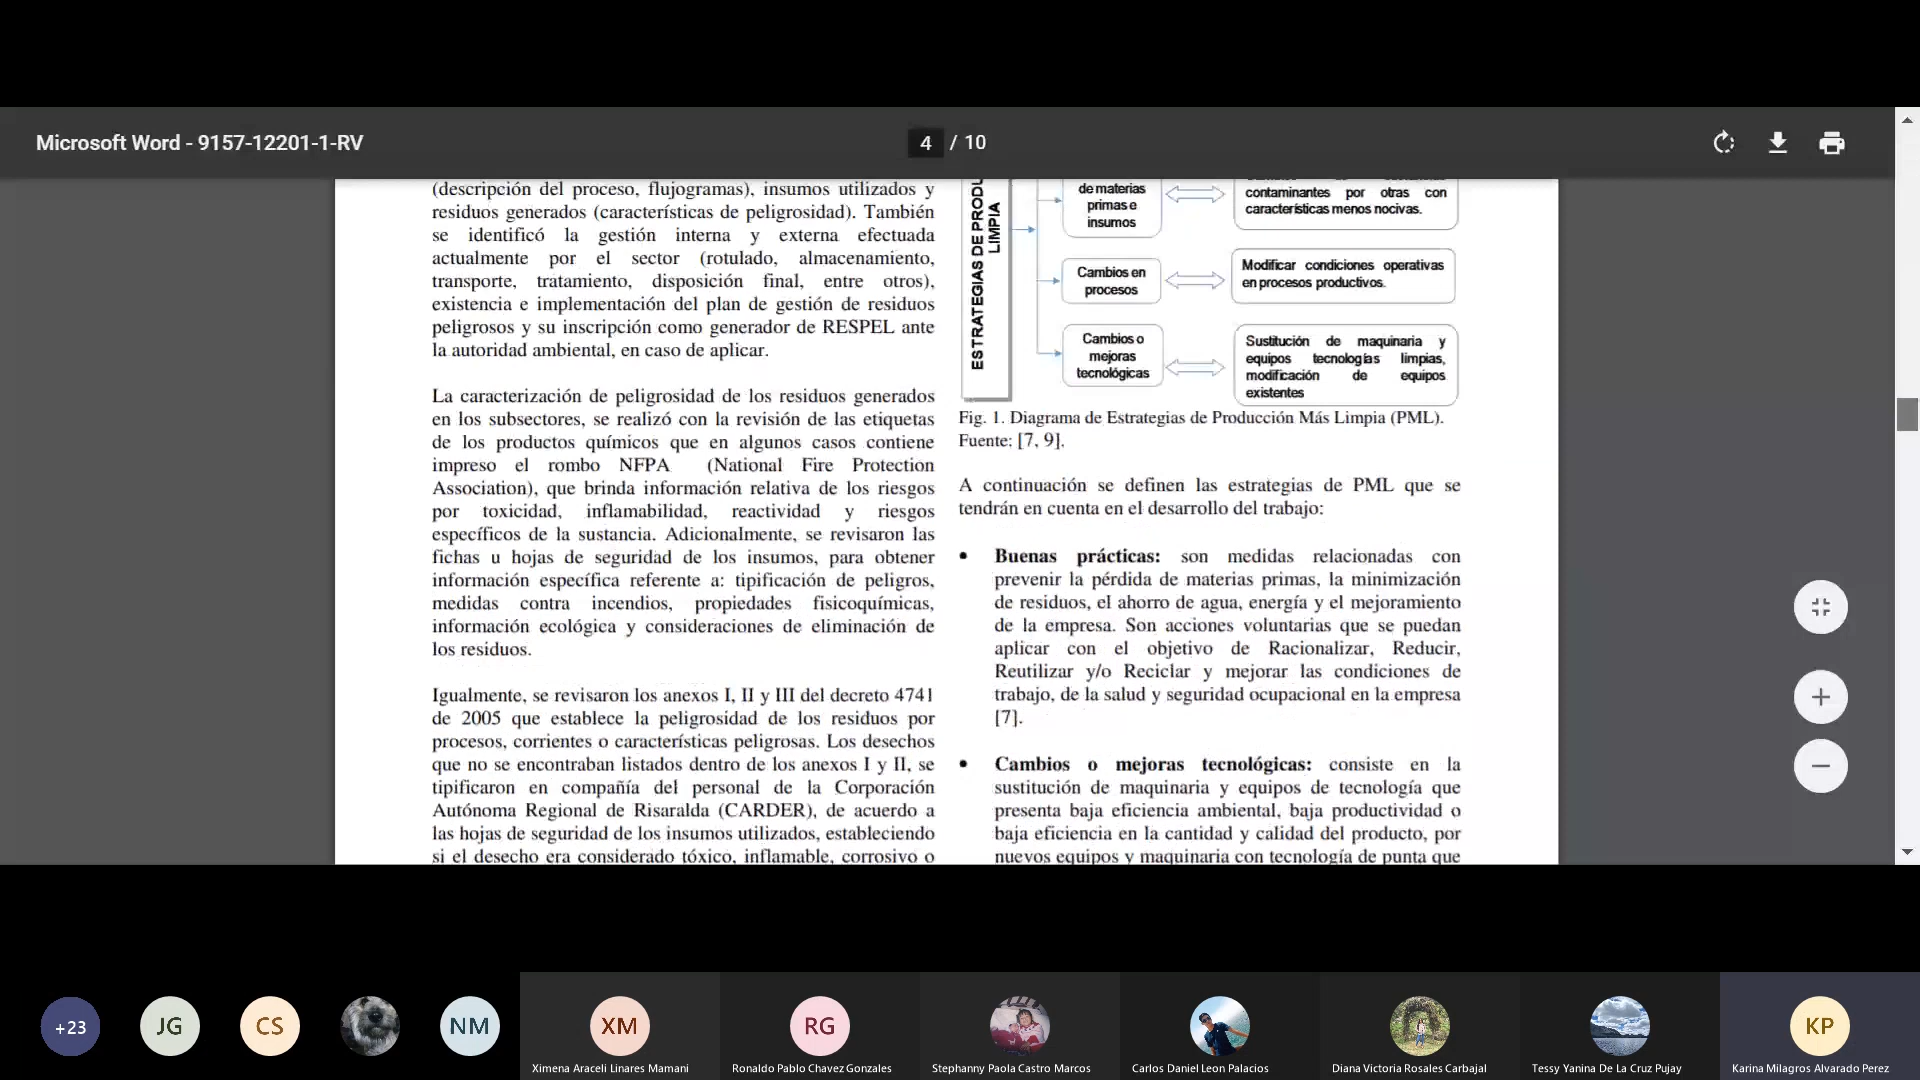 Microsoft Word - 9157-12201-1-RV
4 / 10
(descripción del proceso, flujogramas), insumos utilizados y
residuos generados (características de peligrosidad). También
se identificó la gestión interna y externa efectuada
actualmente por el sector (rotulado, almacenamiento,
transporte, tratamiento, disposición final, entre otros),
existencia e implementación del plan de gestión de residuos
peligrosos y su inscripción como generador de RESPEL ante
la autoridad ambiental, en caso de aplicar.
La caracterización de peligrosidad de los residuos generados
en los subsectores, se realizó con la revisión de las etiquetas
de los productos químicos que en algunos casos contiene
impreso el rombo NFPA (National Fire Protection
Association), que brinda información relativa de los riesgos
por toxicidad, inflamabilidad, reactividad y riesgos
específicos de la sustancia. Adicionalmente, se revisaron las
fichas u hojas de seguridad de los insumos, para obtener
información específica referente a: tipificación de peligros,
medidas contra incendios, propiedades fisicoquímicas,
información ecológica y consideraciones de eliminación de
los residuos.
Igualmente, se revisaron los anexos I, II y III del decreto 4741
de 2005 que establece la peligrosidad de los residuos por
procesos, corrientes o características peligrosas. Los desechos
que no se encontraban listados dentro de los anexos I y II, se
tipificaron en compañía del personal de la Corporación
Autónoma Regional de Risaralda (CARDER), de acuerdo a
las hojas de seguridad de los insumos utilizados, estableciendo
si el desecho era considerado tóxico, inflamable, corrosivo o
ESTRATEGIAS DE PRODU
LIMPIA
de materias
primas e
insumos
contaminantes por otras con
características menos nocivas.
Cambios en
procesos
Modificar condiciones operativas
en procesos productivos.
Cambios o
mejoras
tecnológicas
Sustitución de maquinaria y
equipos tecnologías limpias,
modificación de equipos
existentes
Fig. 1. Diagrama de Estrategias de Producción Más Limpia (PML).
Fuente: [7, 9].
A continuación se definen las estrategias de PML que se
tendrán en cuenta en el desarrollo del trabajo:
• Buenas prácticas: son medidas relacionadas con
prevenir la pérdida de materias primas, la minimización
de residuos, el ahorro de agua, energía y el mejoramiento
de la empresa. Son acciones voluntarias que se puedan
aplicar con el objetivo de Racionalizar, Reducir,
Reutilizar y/o Reciclar y mejorar las condiciones de
trabajo, de la salud y seguridad ocupacional en la empresa
[7].
• Cambios o mejoras tecnológicas: consiste en la
sustitución de maquinaria y equipos de tecnología que
presenta baja eficiencia ambiental, baja productividad o
baja eficiencia en la cantidad y calidad del producto, por
nuevos equipos y maquinaria con tecnología de punta que
+23
JG
CS
NM
XM
RG
KP
Ximena Araceli Linares Mamani
Ronaldo Pablo Chavez Gonzales
Stephanny Paola Castro Marcos
Carlos Daniel Leon Palacios
Diana Victoria Rosales Carbajal
Tessy Yanina De La Cruz Pujay
Karina Milagros Alvarado Perez